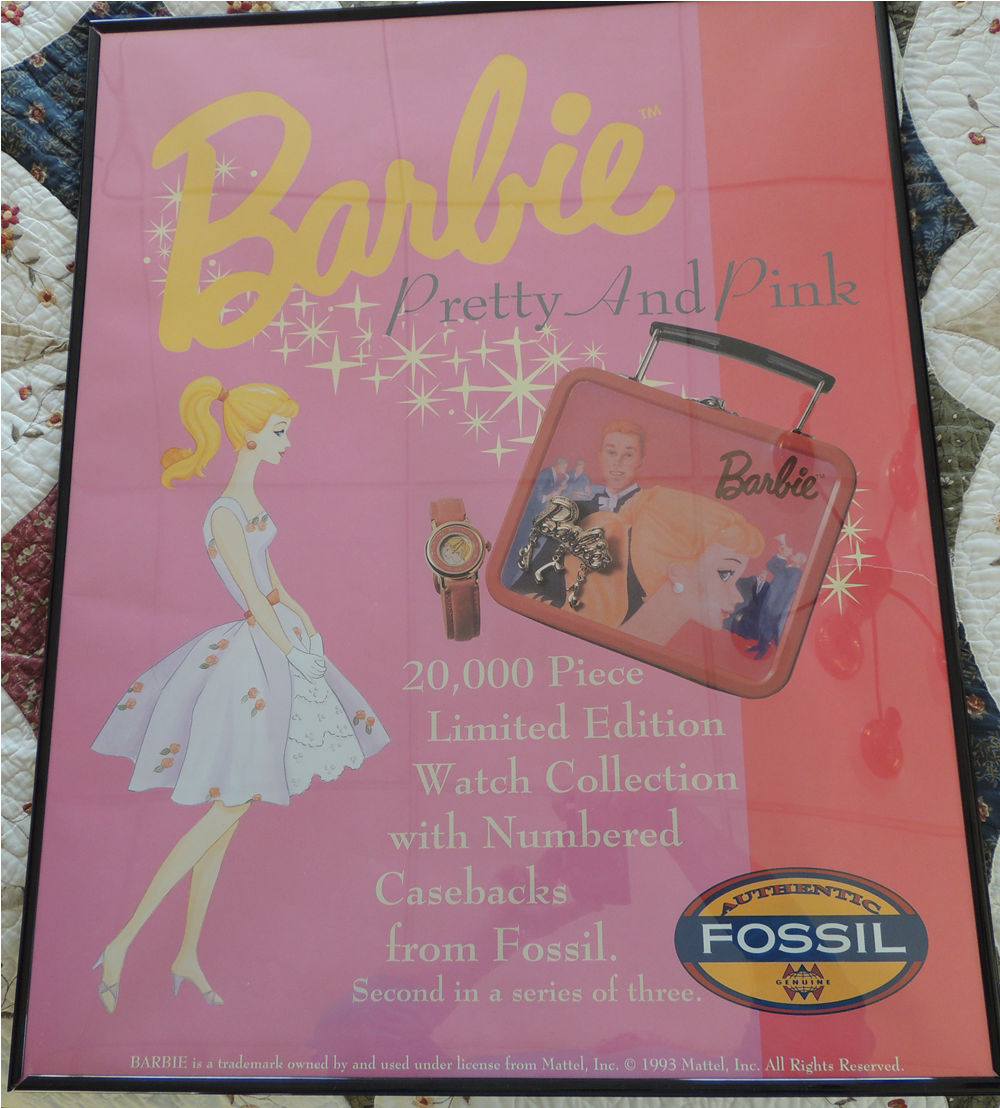 Barbie™
Pretty And Pink
Barbie™
20,000 Piece
Limited Edition
Watch Collection
with Numbered
Casebacks
from Fossil.
Second in a series of three.
AUTHENTIC
FOSSIL
GENUINE
BARBIE is a trademark owned by and used under license from Mattel, Inc. © 1993 Mattel, Inc. All Rights Reserved.